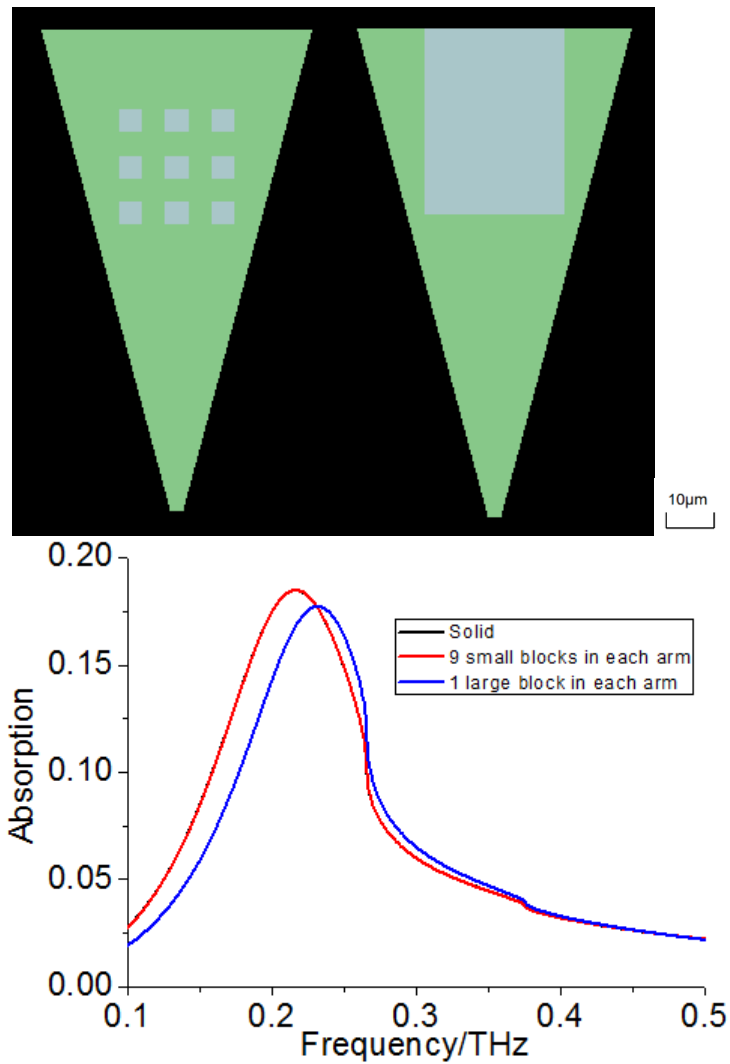 10μm
0.20
0.15
0.10
0.05
0.00
Absorption
Solid
9 small blocks in each arm
1 large block in each arm
0.1 0.2 0.3 0.4 0.5
Frequency/THz